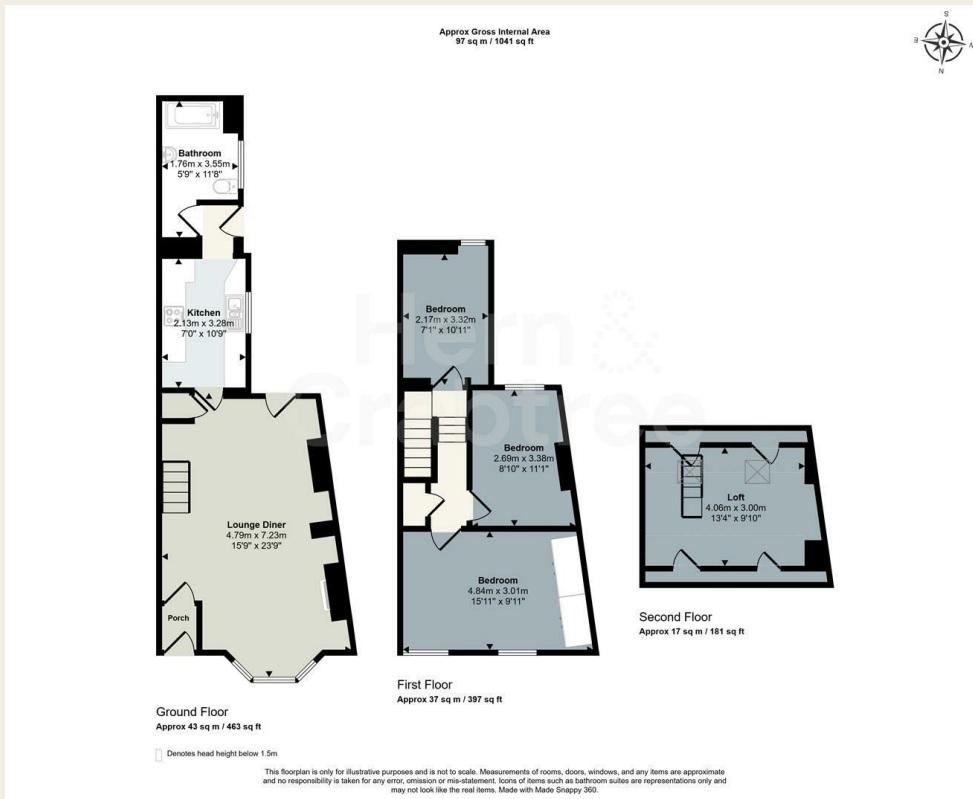 Approx Gross Internal Area
97 sq m / 1041 sq ft
S
E
W
N
Bathroom
1.76m x 3.55m
5'9" x 11'8"
Kitchen
2.13m x 3.28m
7'0" x 10'9"
Lounge Diner
4.79m x 7.23m
15'9" x 23'9"
Porch
Ground Floor
Approx 43 sq m / 463 sq ft
Bedroom
2.17m x 3.32m
7'1" x 10'11"
Bedroom
2.69m x 3.38m
8'10" x 11'1"
Bedroom
4.84m x 3.01m
15'11" x 9'11"
First Floor
Approx 37 sq m / 397 sq ft
Loft
4.06m x 3.00m
13'4" x 9'10"
Second Floor
Approx 17 sq m / 181 sq ft
Hern &
Crabtree
Denotes head height below 1.5m
This floorplan is only for illustrative purposes and is not to scale. Measurements of rooms, doors, windows, and any items are approximate
and no responsibility is taken for any error, omission or mis-statement. Icons of items such as bathroom suites are representations only and
may not look like the real items. Made with Made Snappy 360.